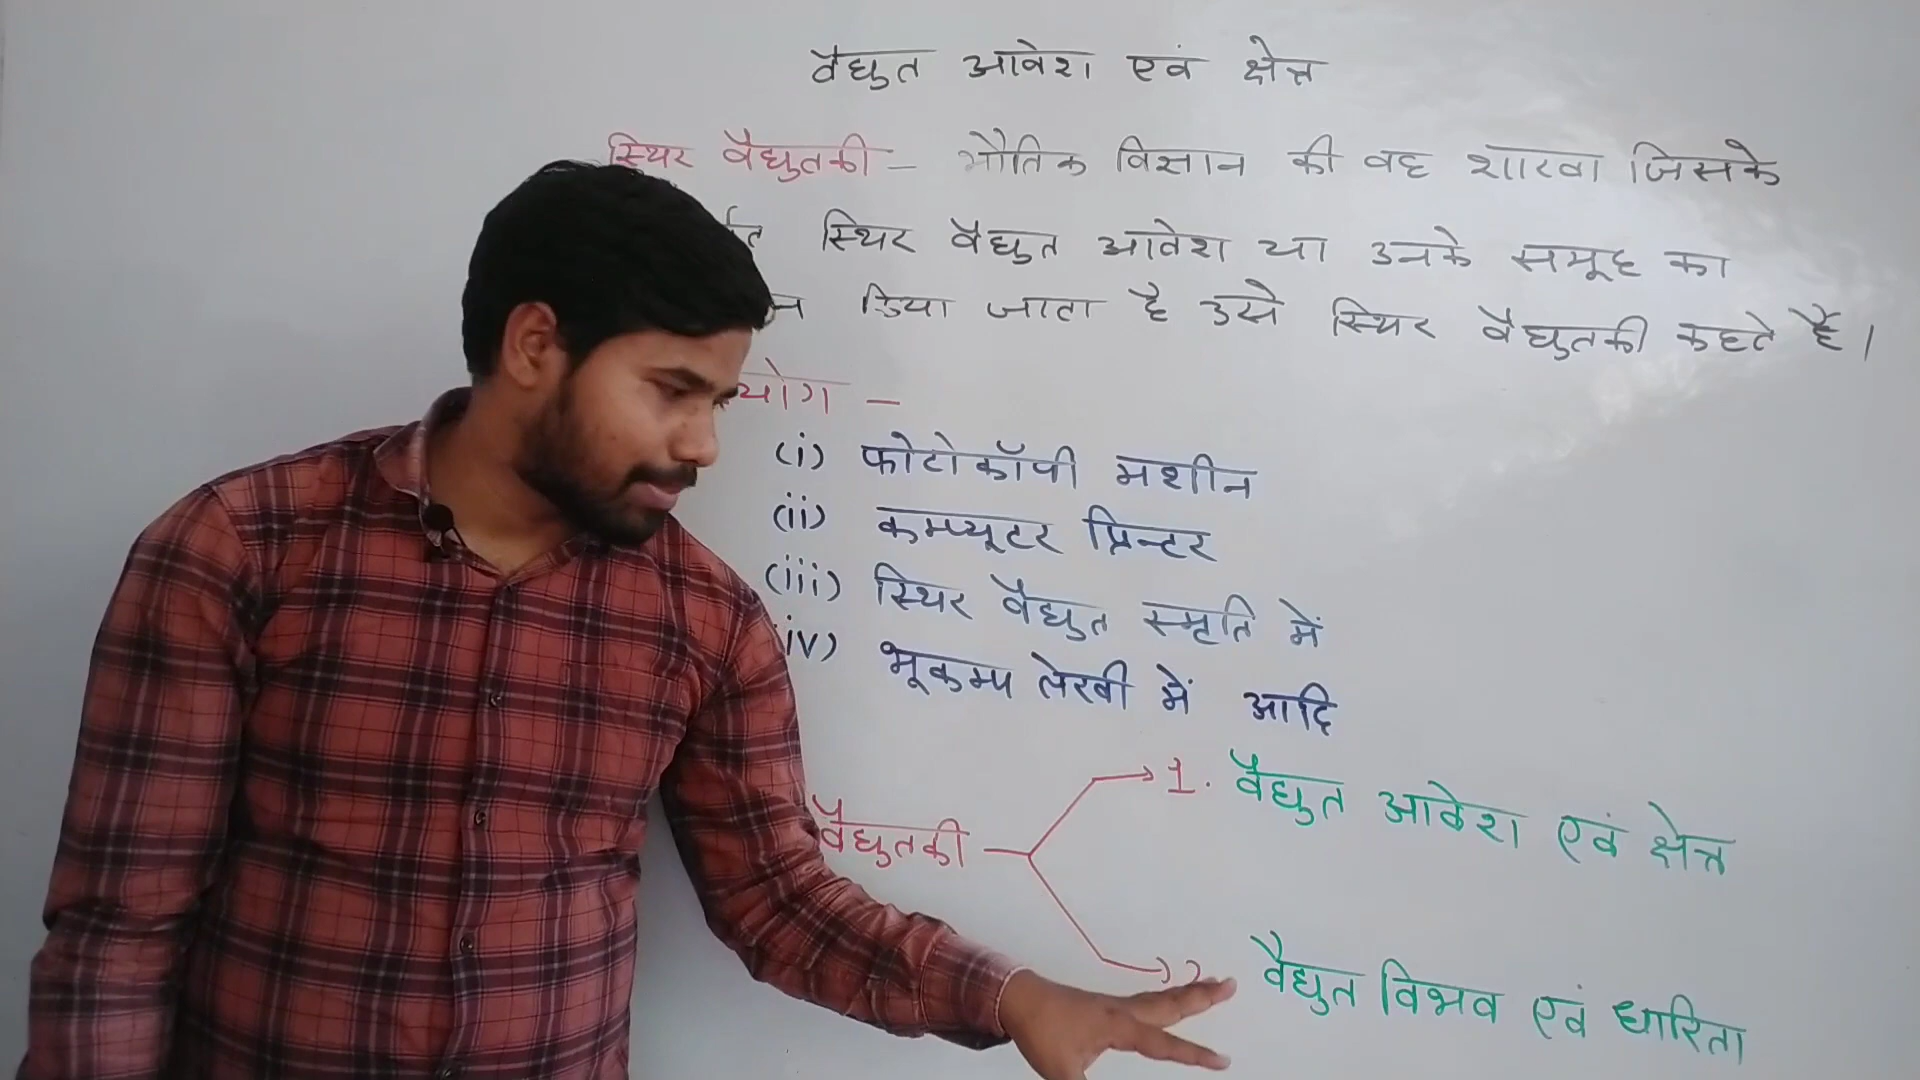 वैद्युत आवेश एवं क्षेत्र
स्थिर वैद्युतकी – भौतिक विज्ञान की वह शाखा जिसके
स्थिर वैद्युत आवेश या उनके समूह का
किया जाता है उसे स्थिर वैद्युतकी कहते हैं।
योग –
(i) फोटोकॉपी मशीन
(ii) कम्प्यूटर प्रिन्टर
(iii) स्थिर वैद्युत स्मृति में
iv) भूकम्प लेखी में आदि
1. वैद्युत आवेश एवं क्षेत्र
वैद्युतकी
वैद्युत विभव एवं धारिता